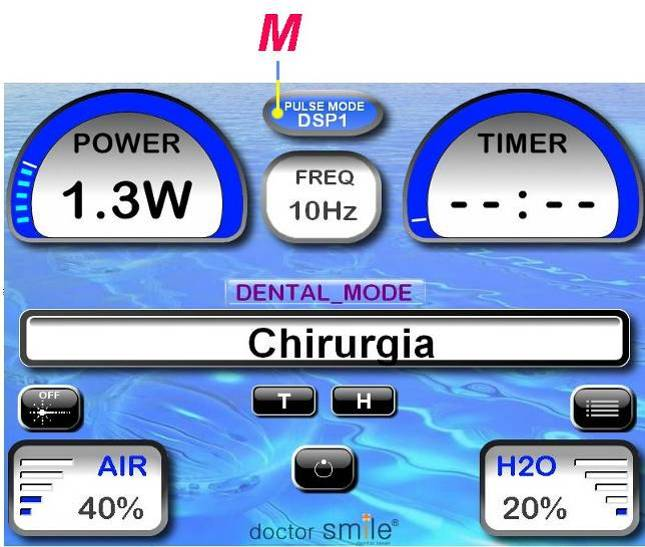 M
PULSE MODE
DSP1
POWER
1.3W
FREQ
10Hz
TIMER
--:--
DENTAL_MODE
Chirurgia
OFF
T
H
AIR
40%
H2O
20%
doctor smile®